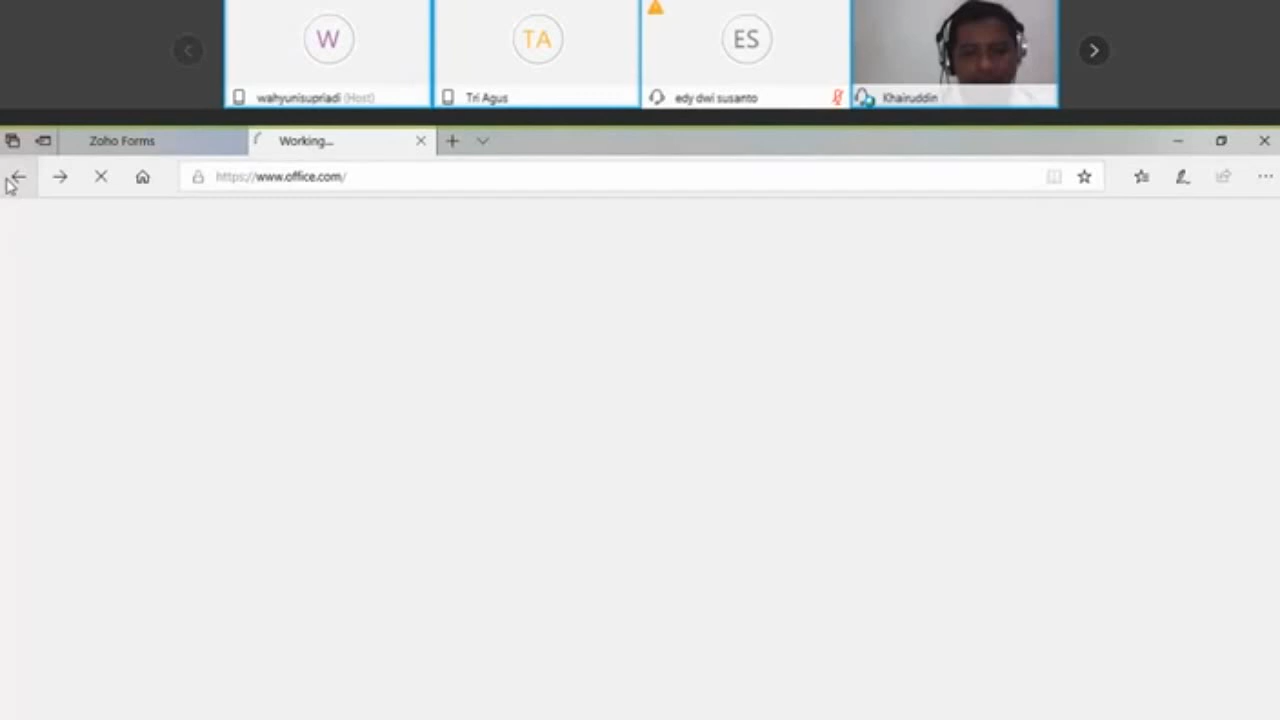 W
TA
ES
wahyunisupriadi (Host)
Tri Agus
edy dwi susanto
Khairuddin
Zoho Forms
Working...
https://www.office.com/